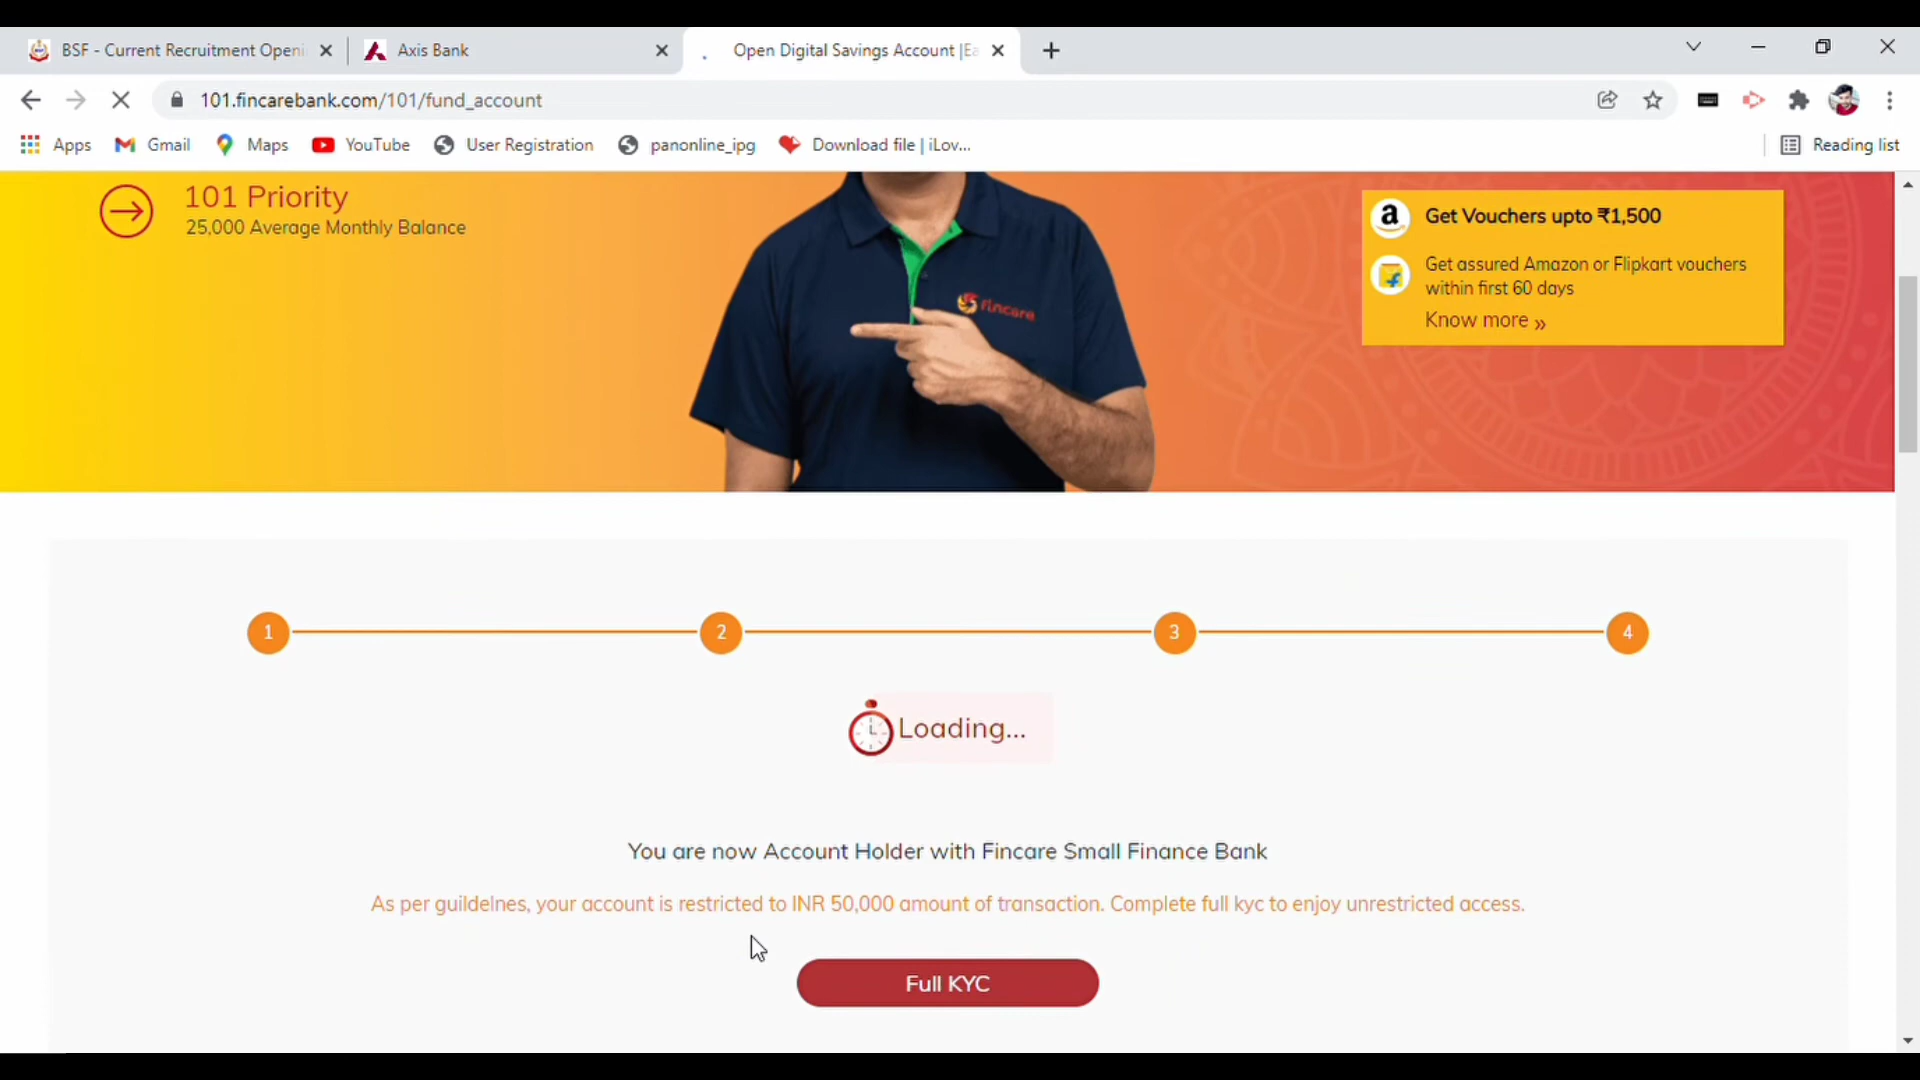 BSF - Current Recruitment Openi
Axis Bank
Open Digital Savings Account |Ea
101.fincarebank.com/101/fund_account
Apps
Gmail
Maps
YouTube
User Registration
panonline_ipg
Download file | iLov...
Reading list
101 Priority
25,000 Average Monthly Balance
fincare
Get Vouchers upto ₹1,500
Get assured Amazon or Flipkart vouchers
within first 60 days
Know more »
1
2
3
4
Loading...
You are now Account Holder with Fincare Small Finance Bank
As per guildelnes, your account is restricted to INR 50,000 amount of transaction. Complete full kyc to enjoy unrestricted access.
Full KYC